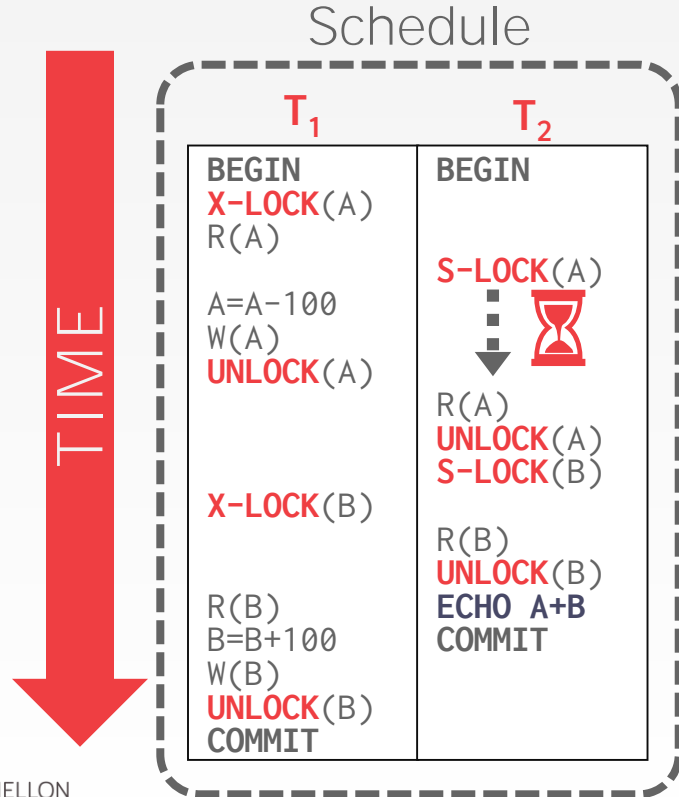 Schedule
TIME
T1
BEGIN
X-LOCK(A)
R(A)
A=A-100
W(A)
UNLOCK(A)
X-LOCK(B)
R(B)
B=B+100
W(B)
UNLOCK(B)
COMMIT
T2
BEGIN
S-LOCK(A)
R(A)
UNLOCK(A)
S-LOCK(B)
R(B)
UNLOCK(B)
ECHO A+B
COMMIT